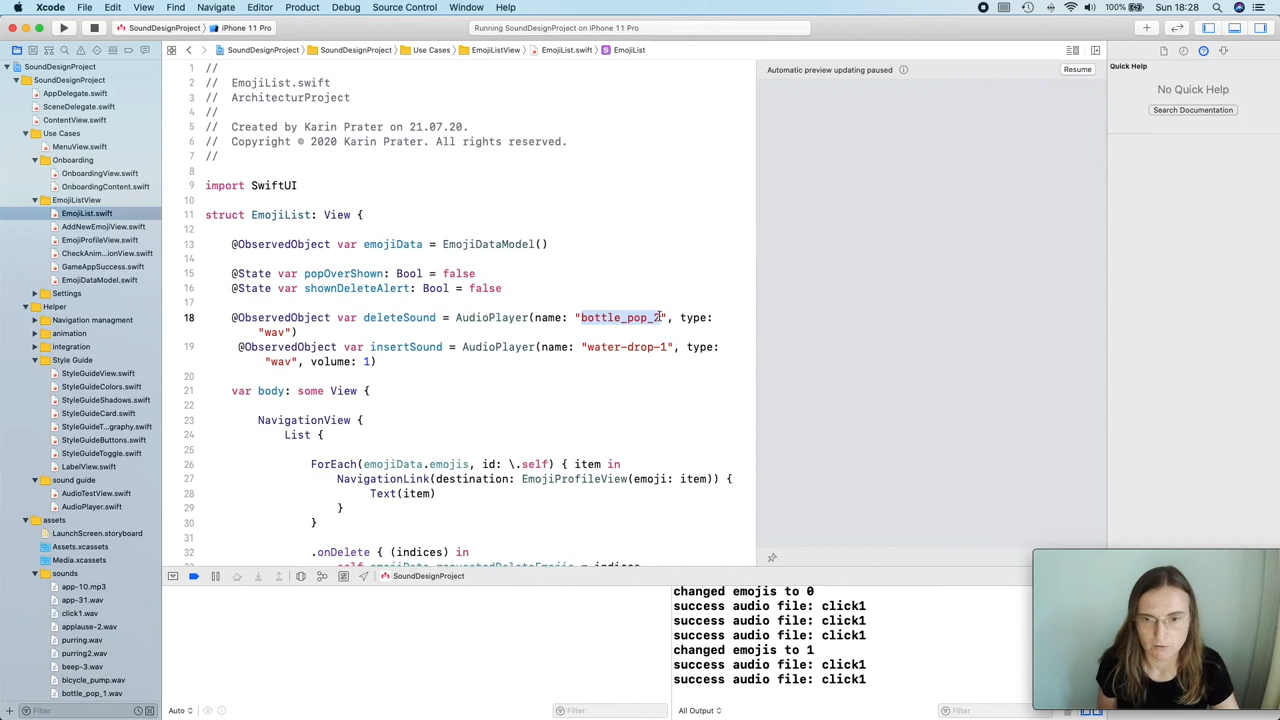 Xcode File Edit View Find Navigate Editor Product Debug Source Control Window Help 100% Sun 18:28
SoundDesignProject iPhone 11 Pro Running SoundDesignProject on iPhone 11 Pro
SoundDesignProject SoundDesignProject Use Cases EmojiListView EmojiList.swift EmojiList
SoundDesignProject
SoundDesignProject
AppDelegate.swift
SceneDelegate.swift
ContentView.swift
Use Cases
MenuView.swift
Onboarding
OnboardingView.swift
OnboardingContent.swift
EmojiListView
EmojiList.swift
AddNewEmojiView.swift
EmojiProfileView.swift
CheckAnim...ionView.swift
GameAppSuccess.swift
EmojiDataModel.swift
Settings
Helper
Navigation managment
animation
integration
Style Guide
StyleGuideView.swift
StyleGuideColors.swift
StyleGuideShadows.swift
StyleGuideCard.swift
StyleGuideT...graphy.swift
StyleGuideButtons.swift
StyleGuideToggle.swift
LabelView.swift
sound guide
AudioTestView.swift
AudioPlayer.swift
assets
LaunchScreen.storyboard
Assets.xcassets
Media.xcassets
sounds
app-10.mp3
app-31.wav
click1.wav
applause-2.wav
purring.wav
purring2.wav
beep-3.wav
bicycle_pump.wav
bottle_pop_1.wav
Filter
1 //
2 // EmojiList.swift
3 // ArchitecturProject
4 //
5 // Created by Karin Prater on 21.07.20.
6 // Copyright © 2020 Karin Prater. All rights reserved.
7 //
8
9 import SwiftUI
10
11 struct EmojiList: View {
12
13 @ObservedObject var emojiData = EmojiDataModel()
14
15 @State var popOverShown: Bool = false
16 @State var shownDeleteAlert: Bool = false
17
18 @ObservedObject var deleteSound = AudioPlayer(name: "bottle_pop_2", type:
"wav")
19 @ObservedObject var insertSound = AudioPlayer(name: "water-drop-1", type:
"wav", volume: 1)
20
21 var body: some View {
22
23 NavigationView {
24 List {
25
26 ForEach(emojiData.emojis, id: \.self) { item in
27 NavigationLink(destination: EmojiProfileView(emoji: item)) {
28 Text(item)
29 }
30 }
31
32 .onDelete { (indices) in
Automatic preview updating paused
Resume
Quick Help
No Quick Help
Search Documentation
SoundDesignProject
changed emojis to 0
success audio file: click1
success audio file: click1
success audio file: click1
changed emojis to 1
success audio file: click1
success audio file: click1
Auto Filter All Output Filter